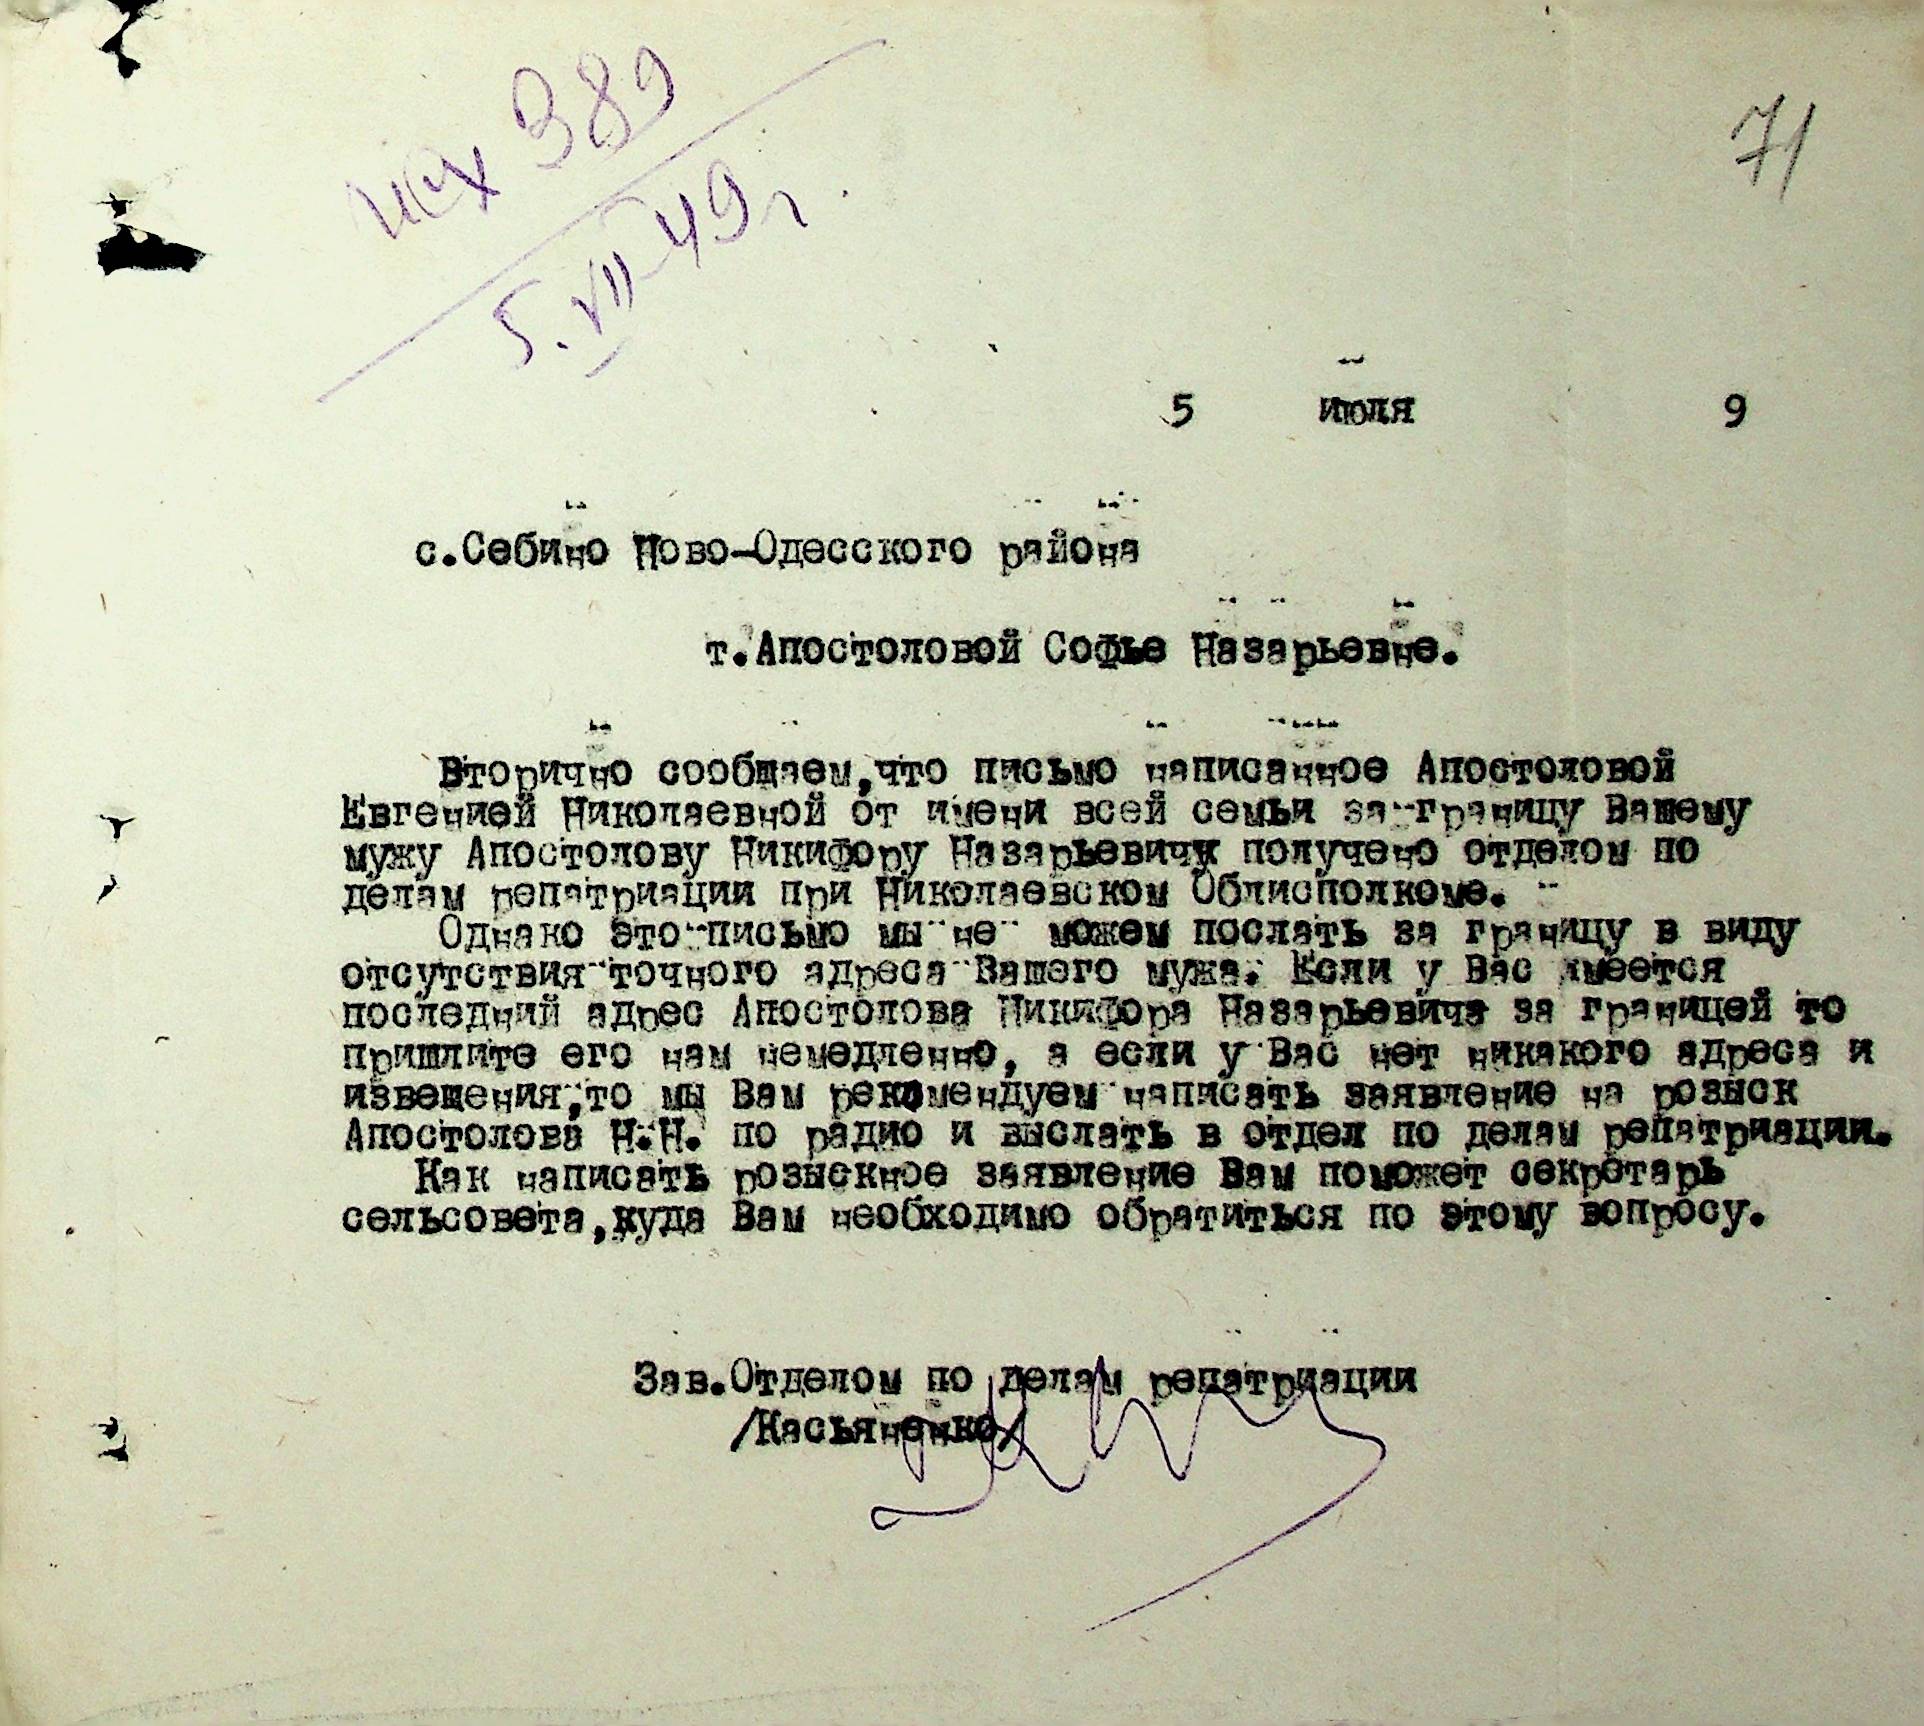 исх 389
71
5.VII-49г.
5 июля 9
с.Себино Ново-Одесского района
т.Апостоловой Софье Назарьевне.
Вторично сообщаем,что письмо написанное Апостоловой
Евгенией Николаевной от имени всей семьи за-границу Вашему
мужу Апостолову Никифору Назарьевичу получено отделом по
делам репатриации при Николаевском Облисполкоме.
Однако это письмо мы не можем послать за границу в виду
отсутствия точного адреса Вашего мужа. Если у Вас имеется
последний адрес Апостолова Никифора Назарьевича за границей то
пришлите его нам немедленно, а если у Вас нет никакого адреса и
извещения,то мы Вам рекомендуем написать заявление на розыск
Апостолова Н.Н. по радио и выслать в отдел по делам репатриации.
Как написать розыскное заявление Вам поможет секретарь
сельсовета,куда Вам необходимо обратиться по этому вопросу.
Зав.Отделом по делам репатриации
/Касьяненко/